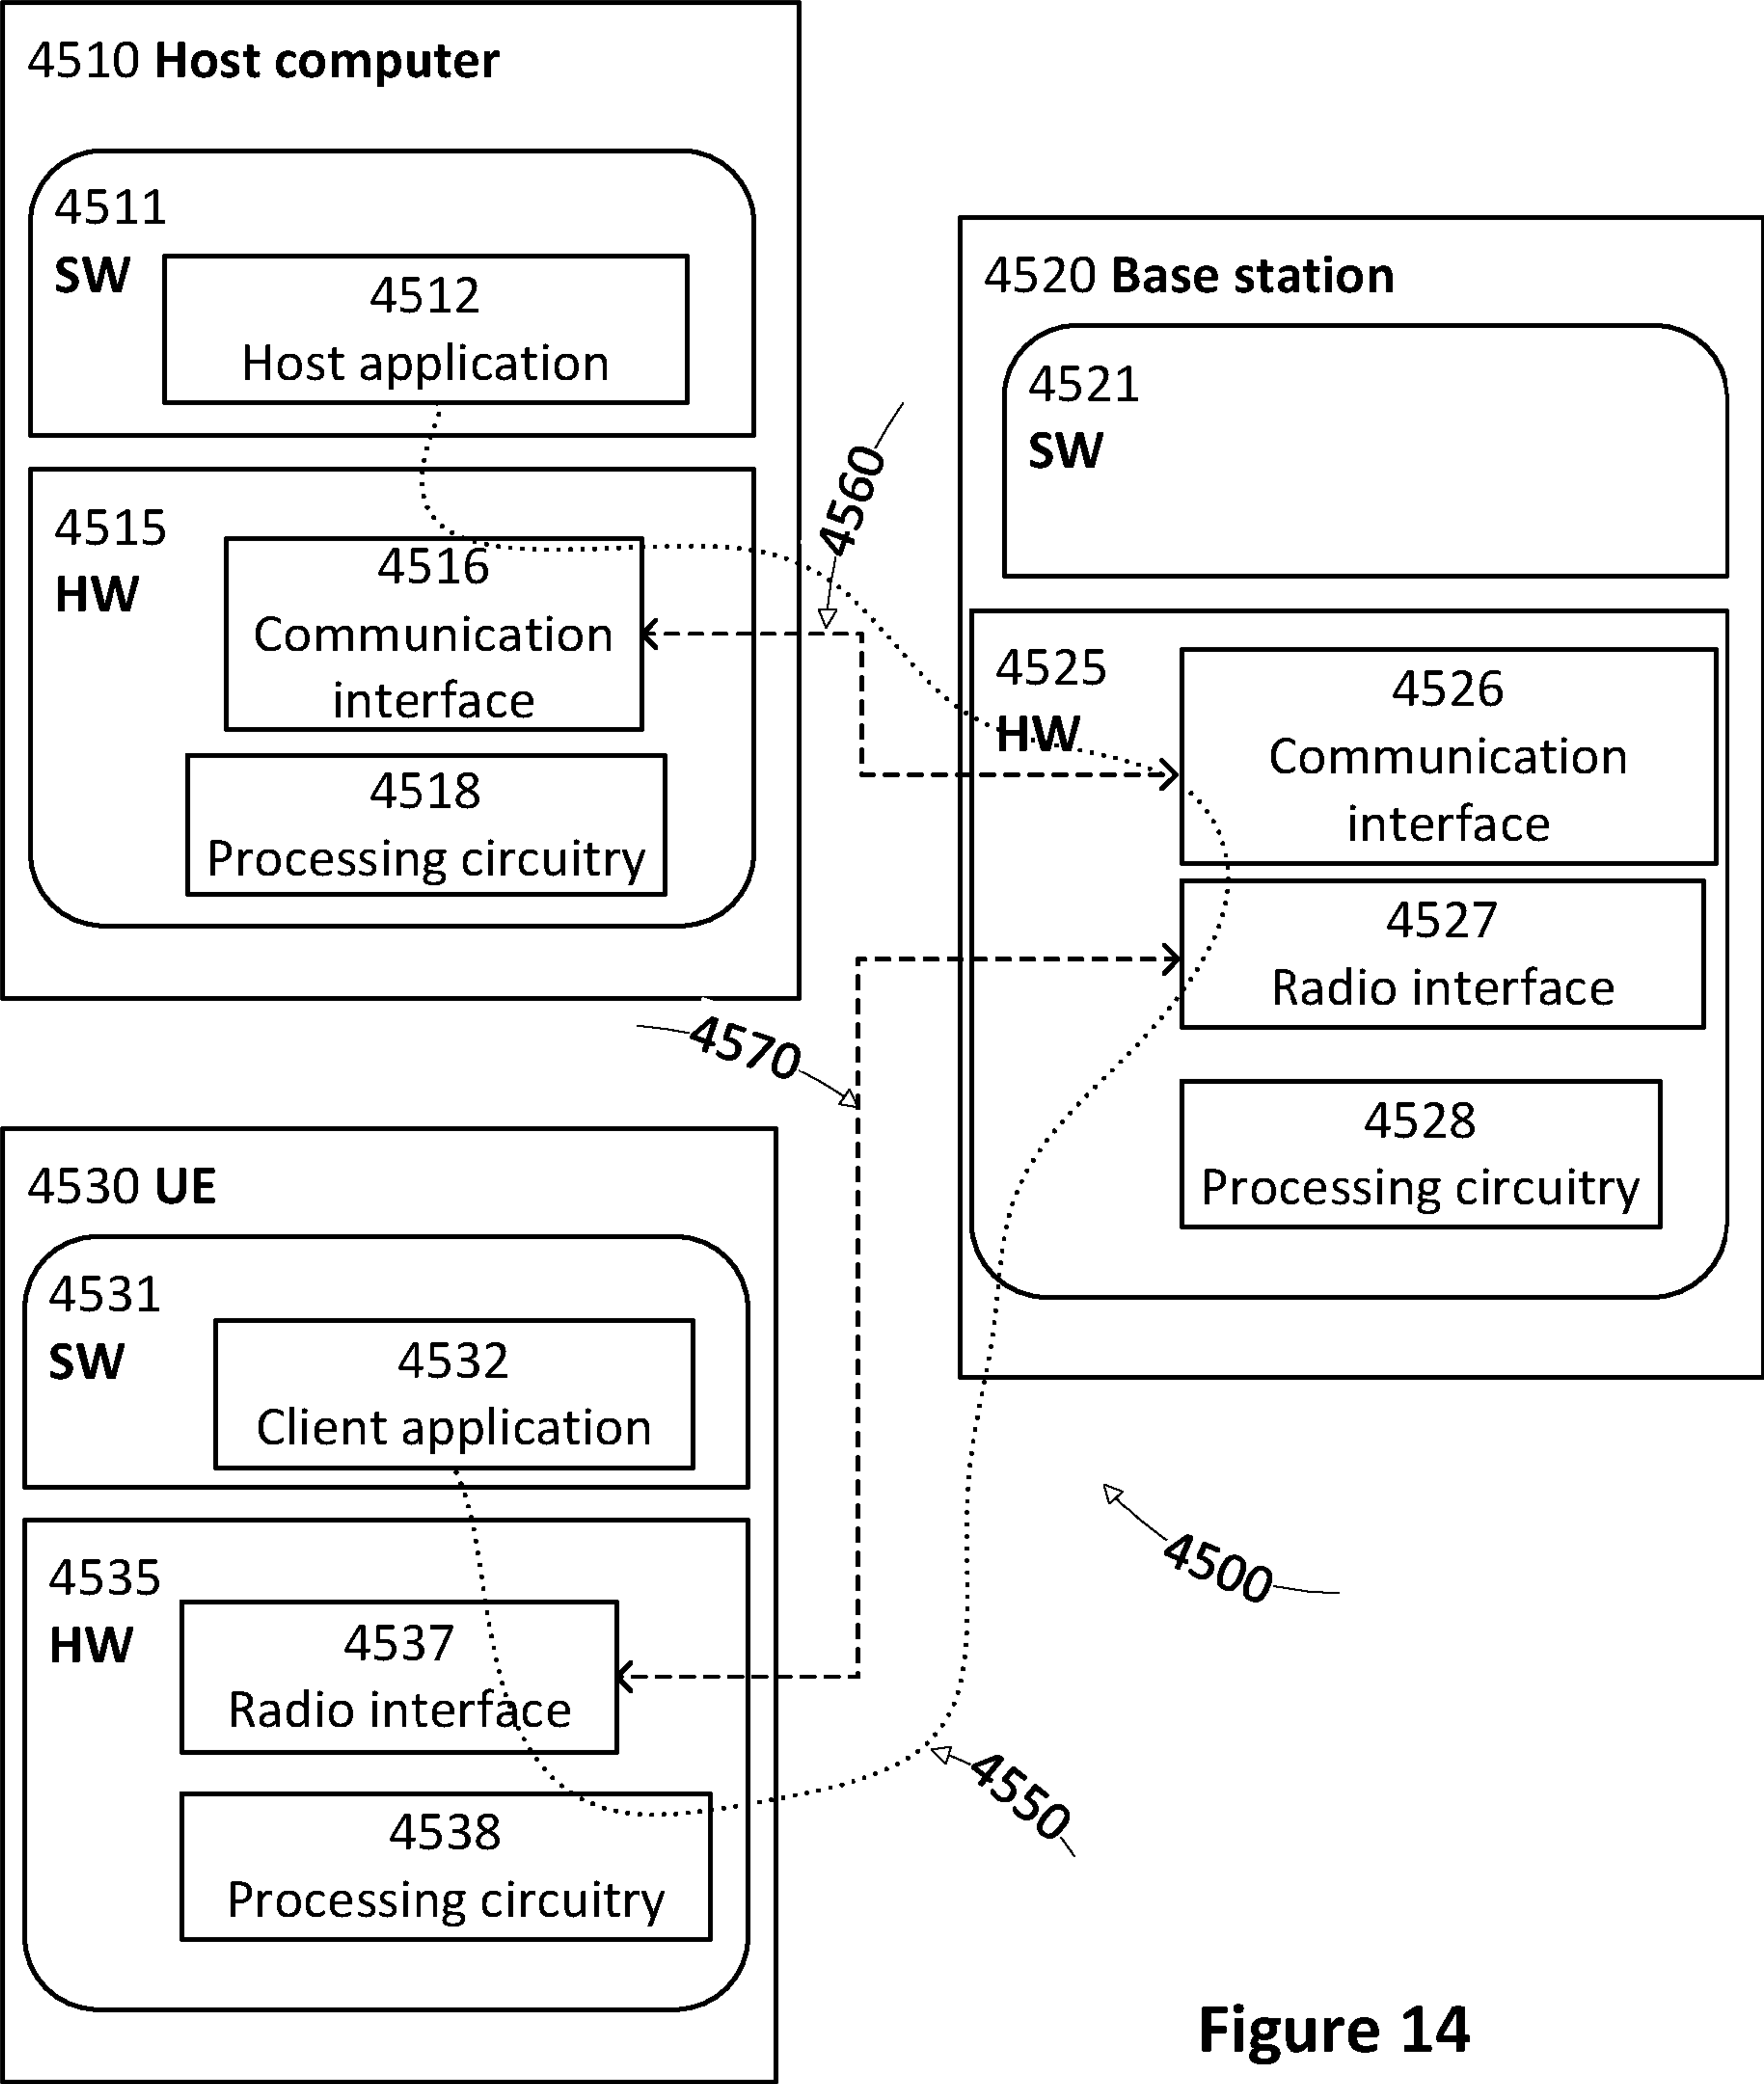 4510 Host computer
4511
SW
4512
Host application
4515
HW
4516
Communication
interface
4518
Processing circuitry
4560
4520 Base station
4521
SW
4525
HW
4526
Communication
interface
4527
Radio interface
4528
Processing circuitry
4570
4530 UE
4531
SW
4532
Client application
4535
HW
4537
Radio interface
4538
Processing circuitry
4500
4550
Figure 14